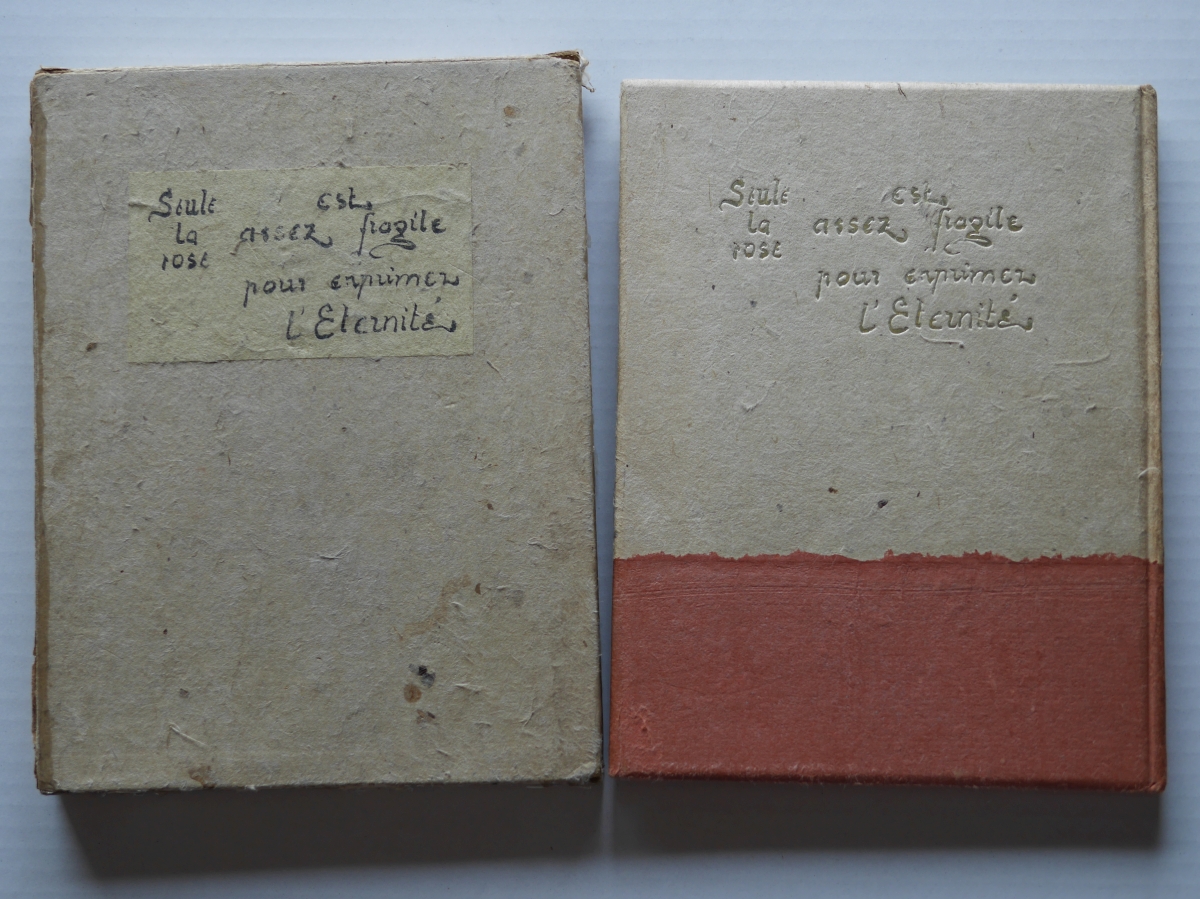 Seule
la
rose
est
assez fragile
pour exprimer
l'Eternité
Seule
la
rose
est
assez fragile
pour exprimer
l'Eternité